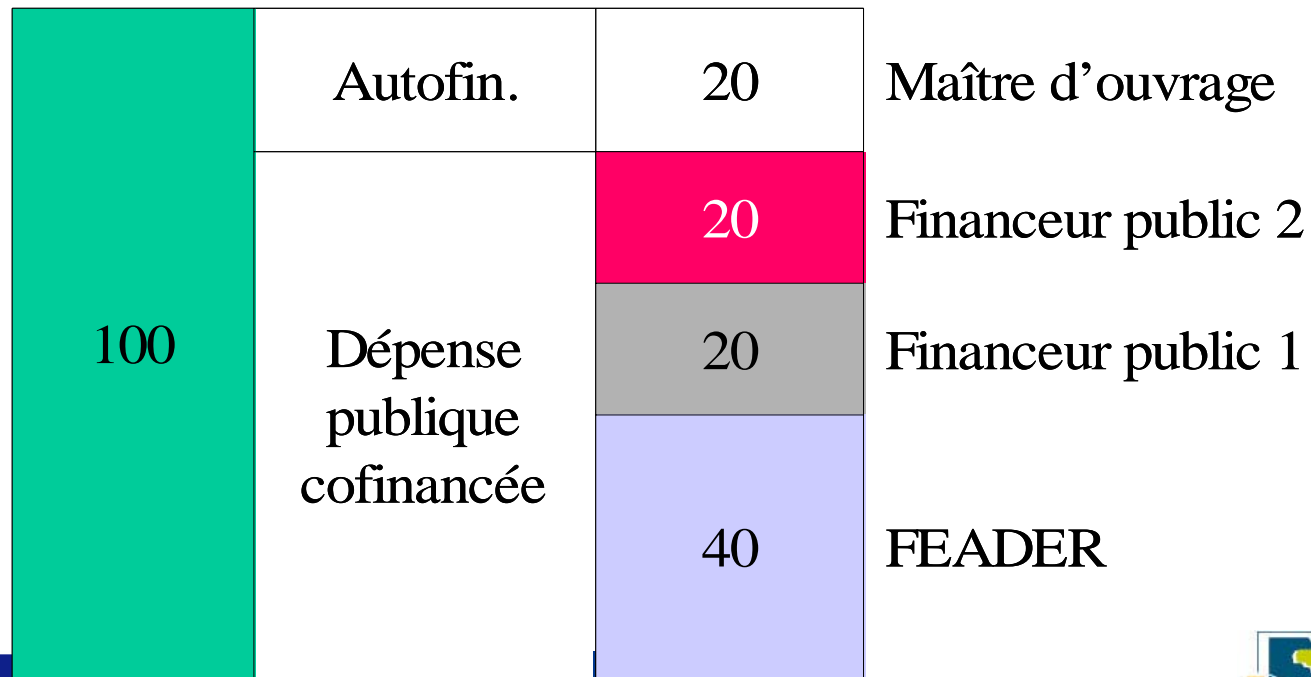 Autofin.
20
Maître d’ouvrage
20
Financeur public 2
100
Dépense
publique
cofinancée
20
Financeur public 1
40
FEADER